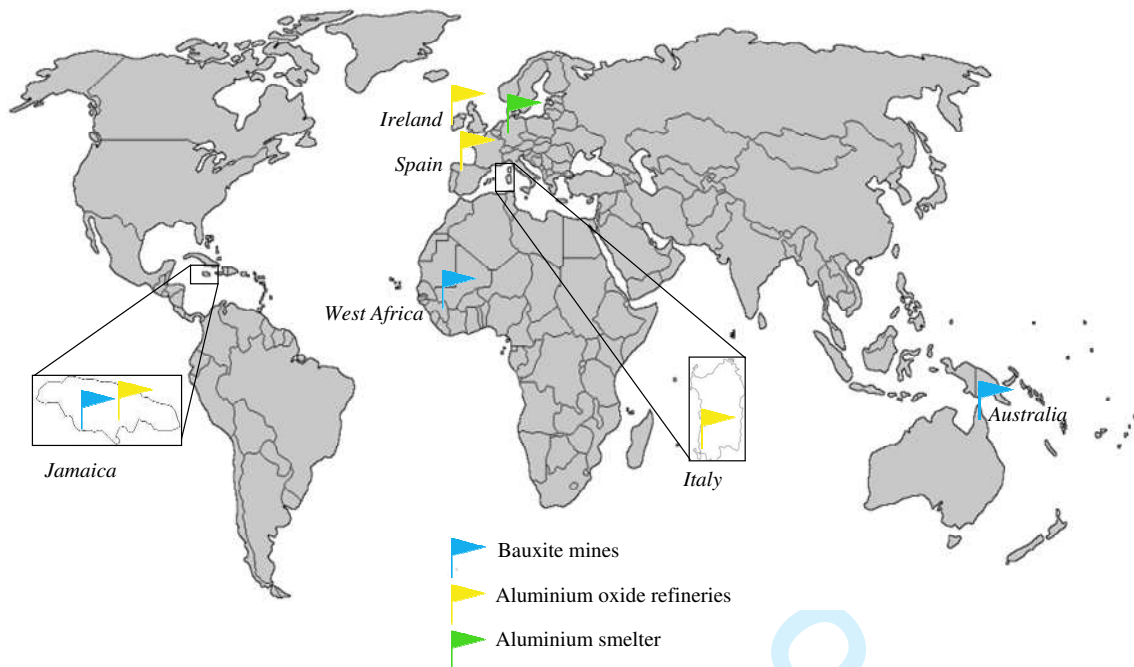 Ireland
Spain
West Africa
Australia
Jamaica
Italy
Bauxite mines
Aluminium oxide refineries
Aluminium smelter